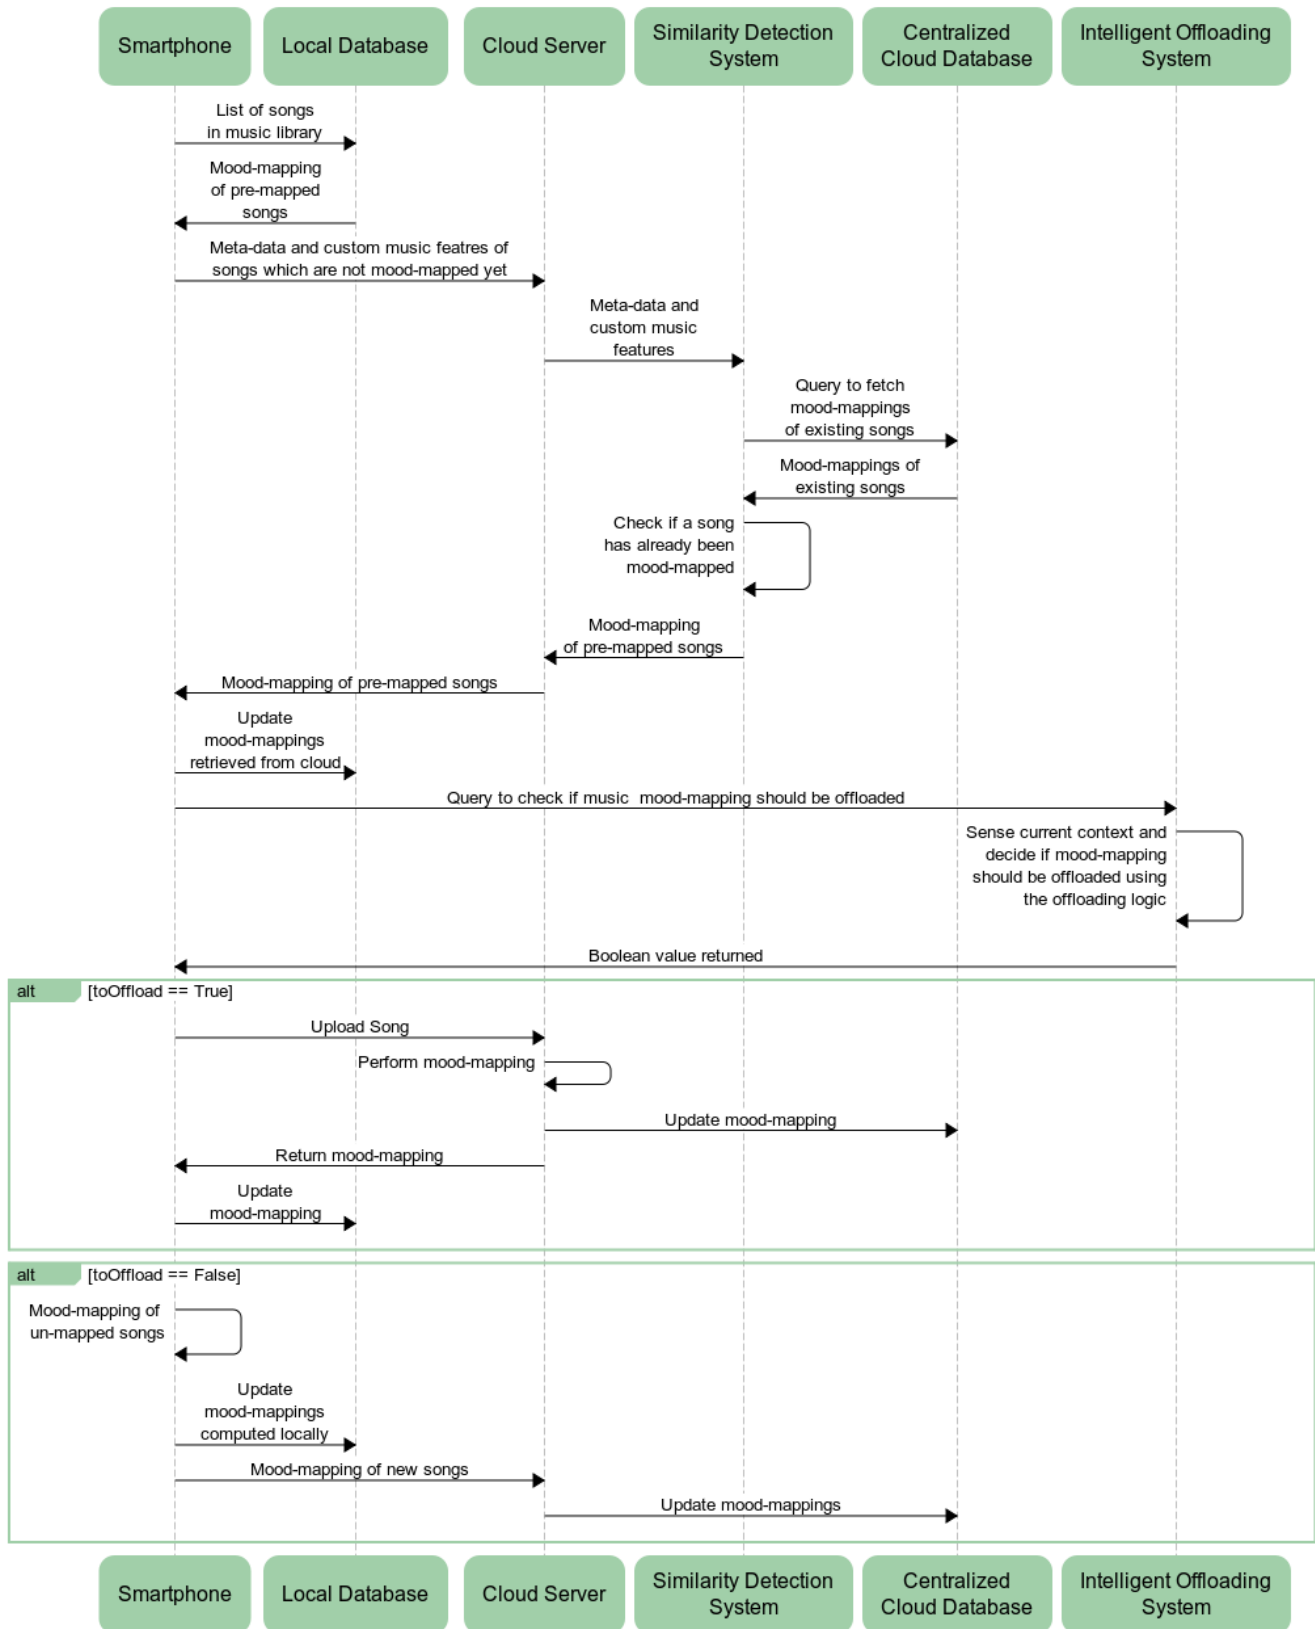 Smartphone
Local Database
Cloud Server
Similarity Detection
System
Centralized
Cloud Database
Intelligent Offloading
System
List of songs
in music library
Mood-mapping
of pre-mapped
songs
Meta-data and custom music featres of
songs which are not mood-mapped yet
Meta-data and
custom music
features
Query to fetch
mood-mappings
of existing songs
Mood-mappings of
existing songs
Check if a song
has already been
mood-mapped
Mood-mapping
of pre-mapped songs
Mood-mapping of pre-mapped songs
Update
mood-mappings
retrieved from cloud
Query to check if music  mood-mapping should be offloaded
Sense current context and
decide if mood-mapping
should be offloaded using
the offloading logic
Boolean value returned
alt [toOffload == True]
Upload Song
Perform mood-mapping
Update mood-mapping
Return mood-mapping
Update
mood-mapping
alt [toOffload == False]
Mood-mapping of
un-mapped songs
Update
mood-mappings
computed locally
Mood-mapping of new songs
Update mood-mappings
Smartphone
Local Database
Cloud Server
Similarity Detection
System
Centralized
Cloud Database
Intelligent Offloading
System